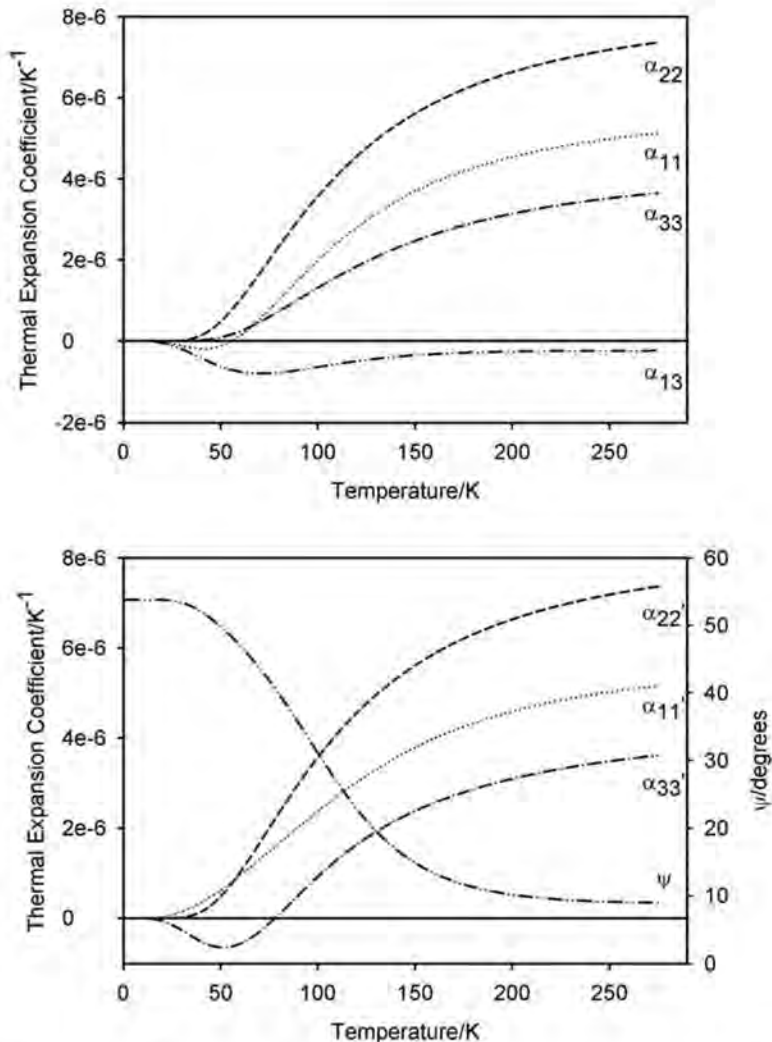 8e-6
6e-6
4e-6
2e-6
0
-2e-6
Thermal Expansion Coefficient/K⁻¹
α₂₂
α₁₁
α₃₃
α₁₃
0 50 100 150 200 250
Temperature/K
8e-6
6e-6
4e-6
2e-6
0
Thermal Expansion Coefficient/K⁻¹
α₂₂'
α₁₁'
α₃₃'
ψ
60
50
40
30
20
10
0
ψ/degrees
0 50 100 150 200 250
Temperature/K